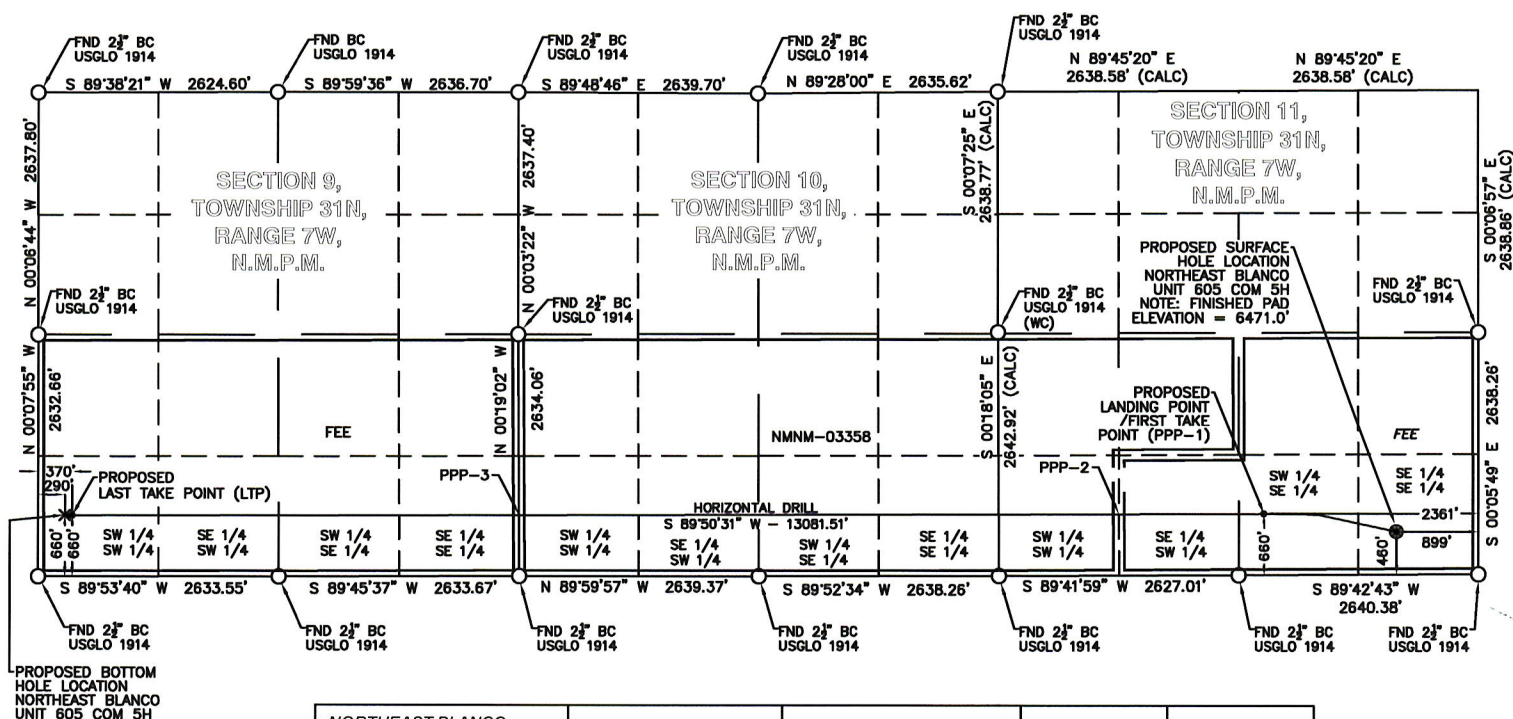 FND 2½" BC
USGLO 1914
FND BC
USGLO 1914
FND 2½" BC
USGLO 1914
FND 2½" BC
USGLO 1914
FND 2½" BC
USGLO 1914
S 89°38'21" W 2624.60'
S 89°59'36" W 2636.70'
S 89°48'46" E 2639.70'
N 89°28'00" E 2635.62'
N 89°45'20" E
2638.58' (CALC)
N 89°45'20" E
2638.58' (CALC)
N 00°06'44" W 2637.80'
SECTION 9,
TOWNSHIP 31N,
RANGE 7W,
N.M.P.M.
N 00°03'22" W 2637.40'
SECTION 10,
TOWNSHIP 31N,
RANGE 7W,
N.M.P.M.
S 00°07'25" E
2638.77' (CALC)
SECTION 11,
TOWNSHIP 31N,
RANGE 7W,
N.M.P.M.
S 00°06'57" E
2638.86' (CALC)
PROPOSED SURFACE
HOLE LOCATION
NORTHEAST BLANCO
UNIT 605 COM 5H
NOTE: FINISHED PAD
ELEVATION = 6471.0'
FND 2½" BC
USGLO 1914
FND 2½" BC
USGLO 1914
FND 2½" BC
USGLO 1914
(WC)
FND 2½" BC
USGLO 1914
N 00°07'55" W
2632.66'
FEE
N 00°19'02" W
2634.06'
NMNM-03358
S 00°18'05" E
2642.92' (CALC)
PROPOSED
LANDING POINT
/FIRST TAKE
POINT (PPP-1)
FEE
S 00°05'49" E 2638.26'
370'
290'
PROPOSED
LAST TAKE POINT (LTP)
PPP-3
PPP-2
HORIZONTAL DRILL
S 89°50'31" W - 13081.51'
SW 1/4
SE 1/4
SE 1/4
SE 1/4
2361'
899'
660'
660'
SW 1/4
SW 1/4
SE 1/4
SW 1/4
SW 1/4
SE 1/4
SE 1/4
SE 1/4
SW 1/4
SW 1/4
SE 1/4
SW 1/4
SW 1/4
SE 1/4
SE 1/4
SE 1/4
SW 1/4
SW 1/4
SE 1/4
SW 1/4
660'
460'
S 89°53'40" W 2633.55'
S 89°45'37" W 2633.67'
N 89°59'57" W 2639.37'
S 89°52'34" W 2638.26'
S 89°41'59" W 2627.01'
S 89°42'43" W
2640.38'
FND 2½" BC
USGLO 1914
FND 2½" BC
USGLO 1914
FND 2½" BC
USGLO 1914
FND 2½" BC
USGLO 1914
FND 2½" BC
USGLO 1914
FND 2½" BC
USGLO 1914
FND 2½" BC
USGLO 1914
PROPOSED BOTTOM
HOLE LOCATION
NORTHEAST BLANCO
UNIT 605 COM 5H
NORTHEAST BLANCO